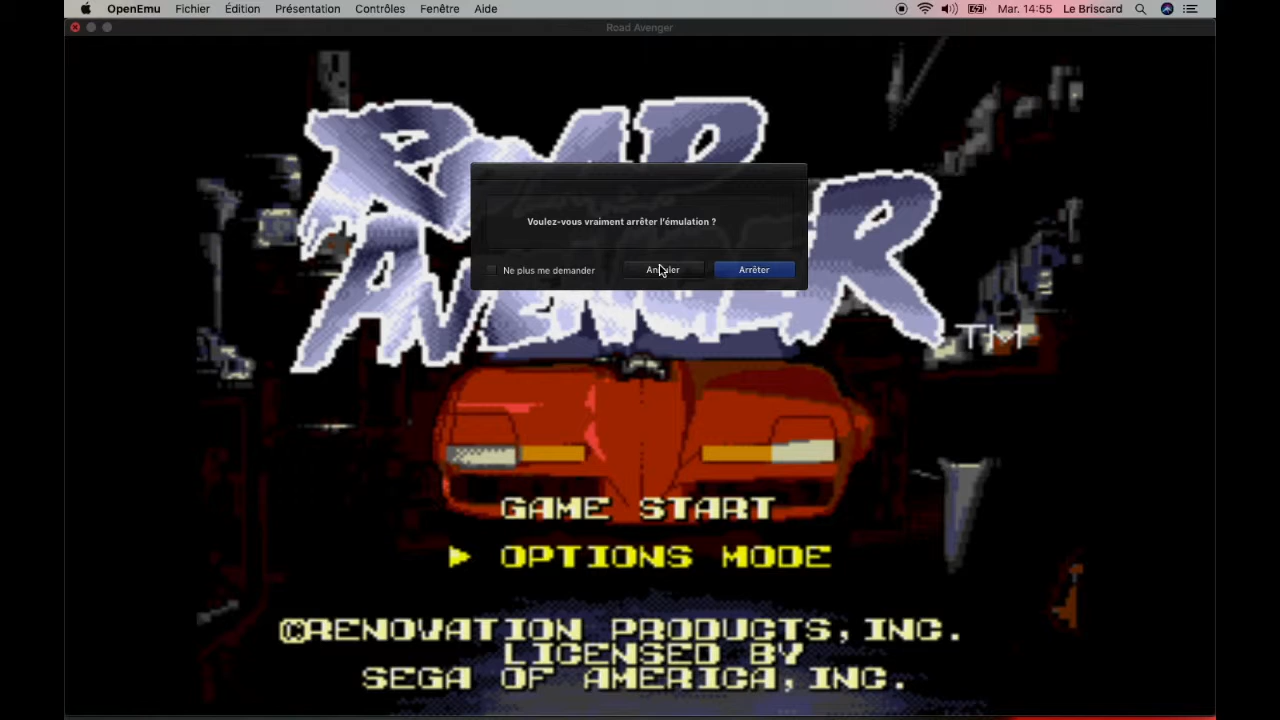 OpenEmu Fichier Édition Présentation Contrôles Fenêtre Aide Mar. 14:55 Le Briscard
Road Avenger
ROAD
AVENGER TM
Voulez-vous vraiment arrêter l'émulation ?
Ne plus me demander Annuler Arrêter
GAME START
OPTIONS MODE
©RENOVATION PRODUCTS, INC.
LICENSED BY
SEGA OF AMERICA, INC.